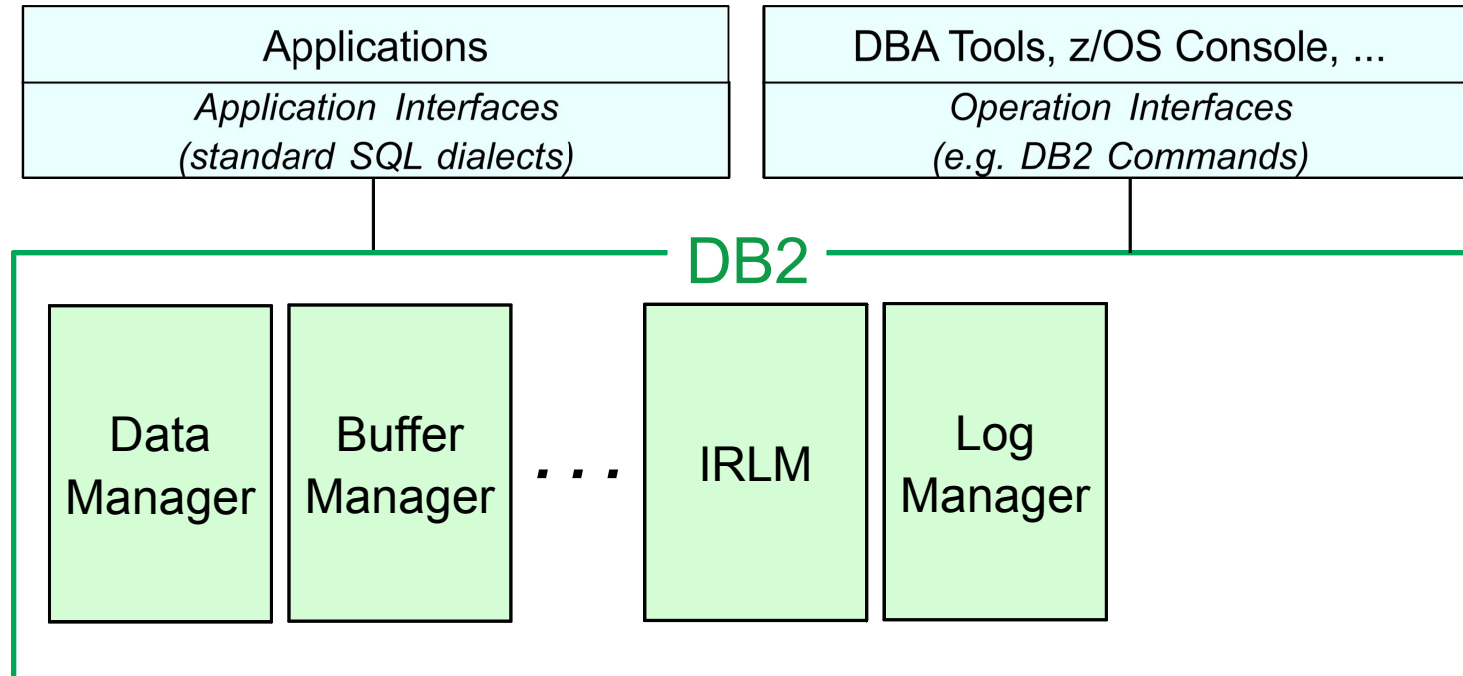 Applications
Application Interfaces
(standard SQL dialects)
DBA Tools, z/OS Console, ...
Operation Interfaces
(e.g. DB2 Commands)
DB2
Data
Manager
Buffer
Manager
. . .
IRLM
Log
Manager